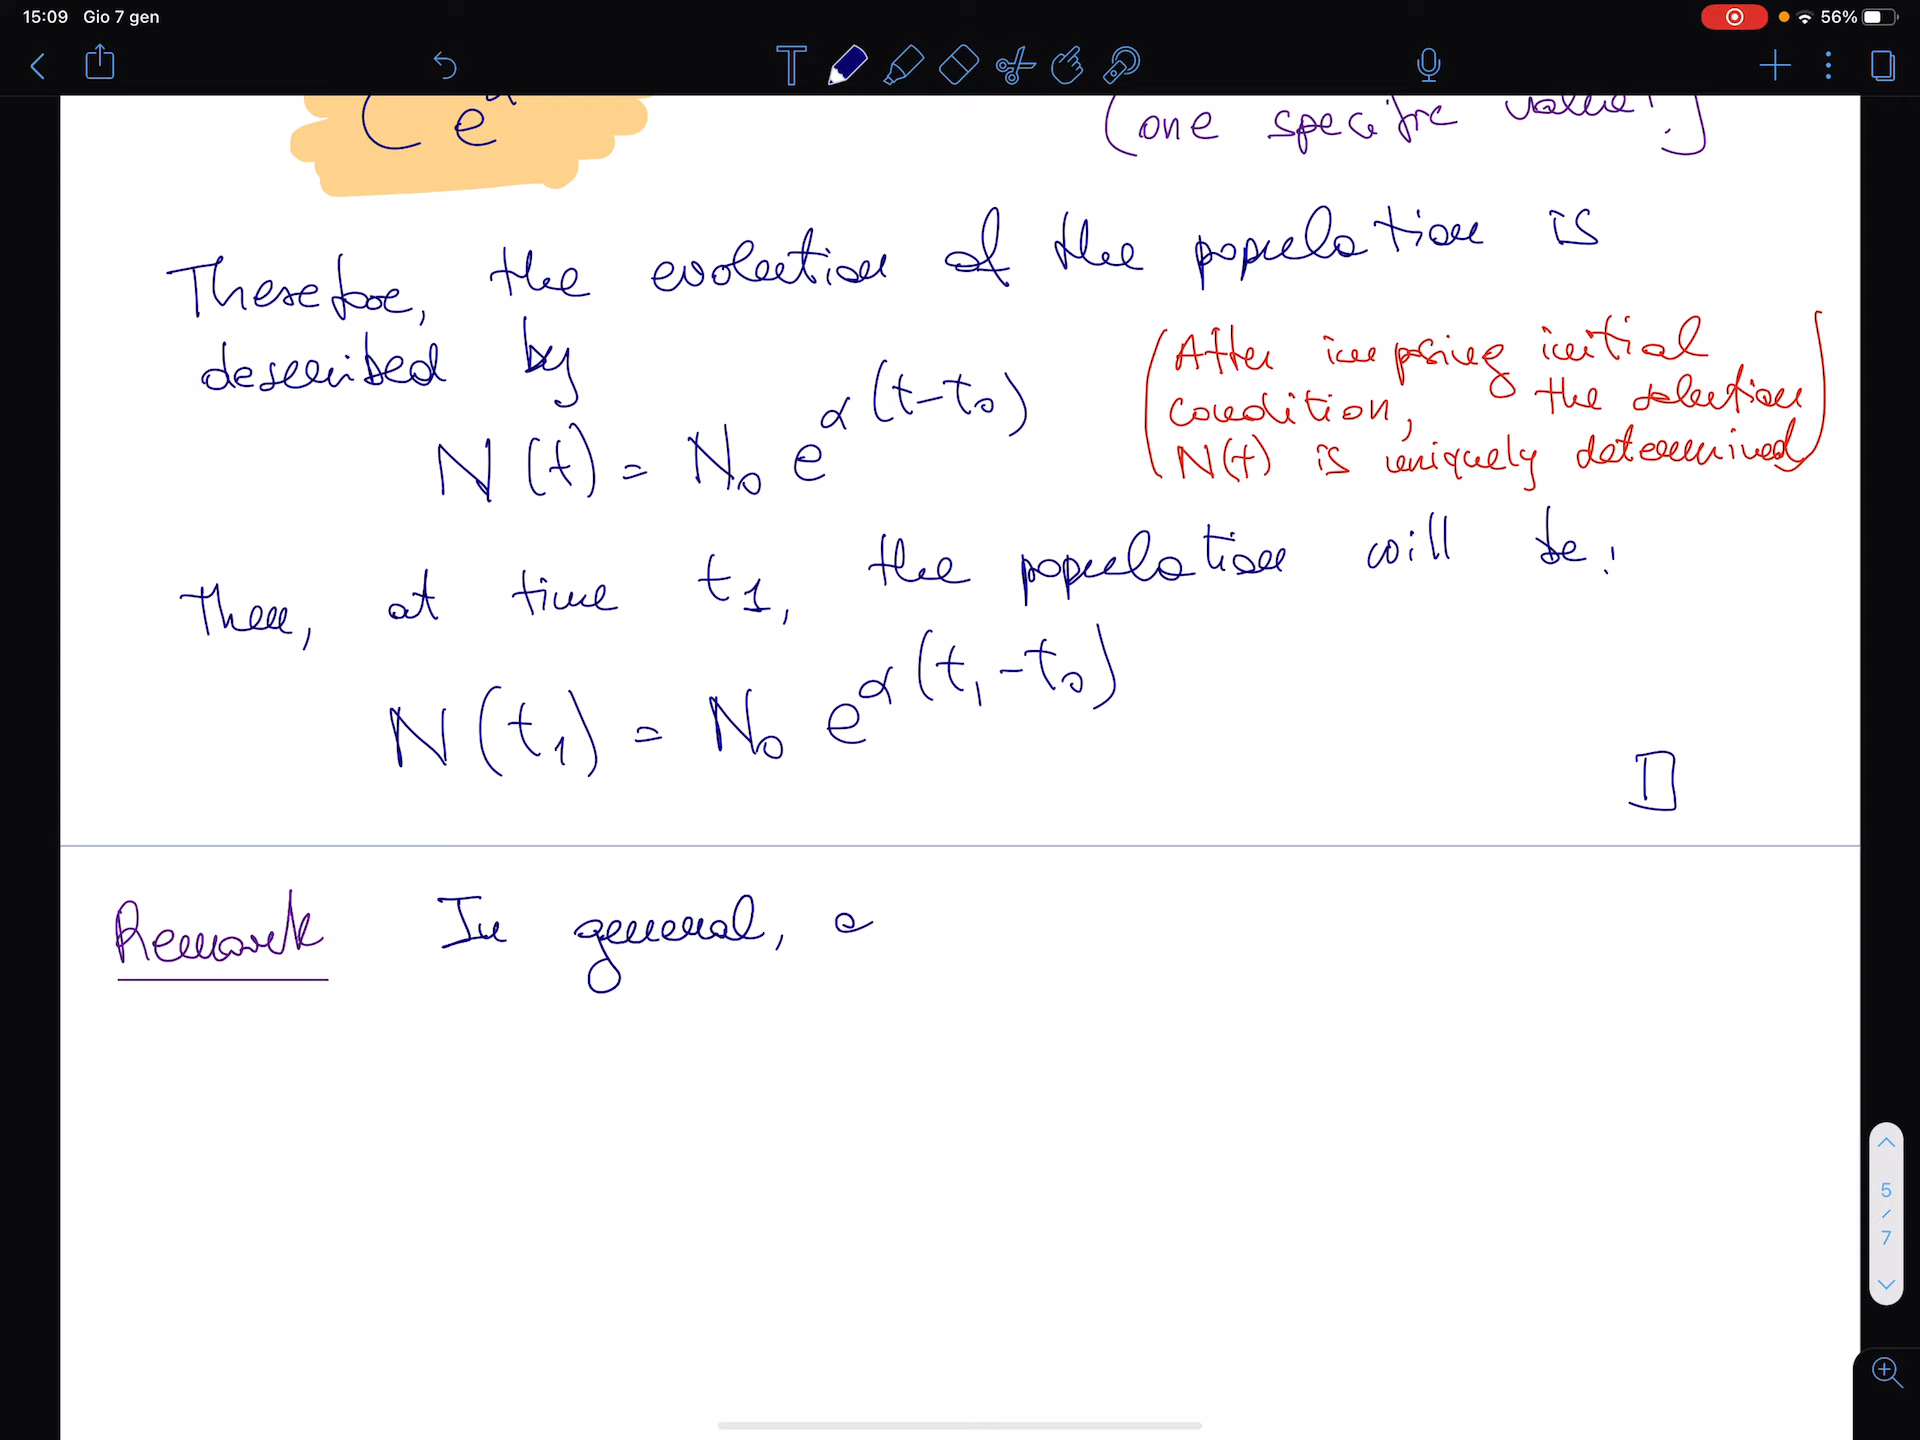 15:09 Gio 7 gen
56%
T
C e^α
(one specific value!)
Therefore, the evolution of the population is
described by
N(t) = N₀ e^α(t-t₀)
(After imposing initial
condition, the solution
N(t) is uniquely determined)
Then, at time t1, the population will be:
N(t₁) = N₀ e^α(t₁-t₀)
Remark In general, a
5
/
7